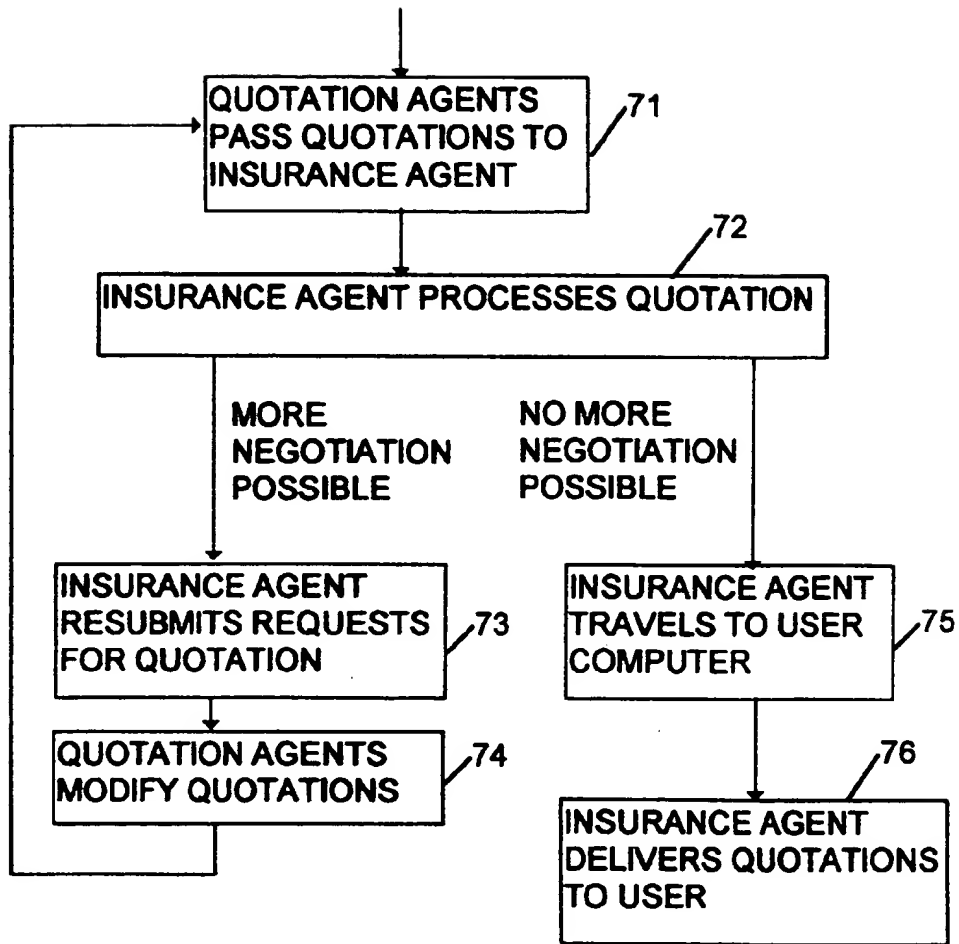 QUOTATION AGENTS
PASS QUOTATIONS TO
INSURANCE AGENT
71
72
INSURANCE AGENT PROCESSES QUOTATION
MORE
NEGOTIATION
POSSIBLE
NO MORE
NEGOTIATION
POSSIBLE
INSURANCE AGENT
RESUBMITS REQUESTS
FOR QUOTATION
73
INSURANCE AGENT
TRAVELS TO USER
COMPUTER
75
QUOTATION AGENTS
MODIFY QUOTATIONS
74
76
INSURANCE AGENT
DELIVERS QUOTATIONS
TO USER